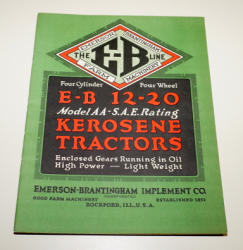 EMERSON BRANTINGHAM
THE E-B LINE
FARM MACHINERY
Four Cylinder Four Wheel
E-B 12-20
Model AA-S.A.E. Rating
KEROSENE
TRACTORS
Enclosed Gears Running in Oil
High Power — Light Weight
EMERSON-BRANTINGHAM IMPLEMENT CO.
INCORPORATED
GOOD FARM MACHINERY ESTABLISHED 1852
ROCKFORD, ILL., U.S.A.